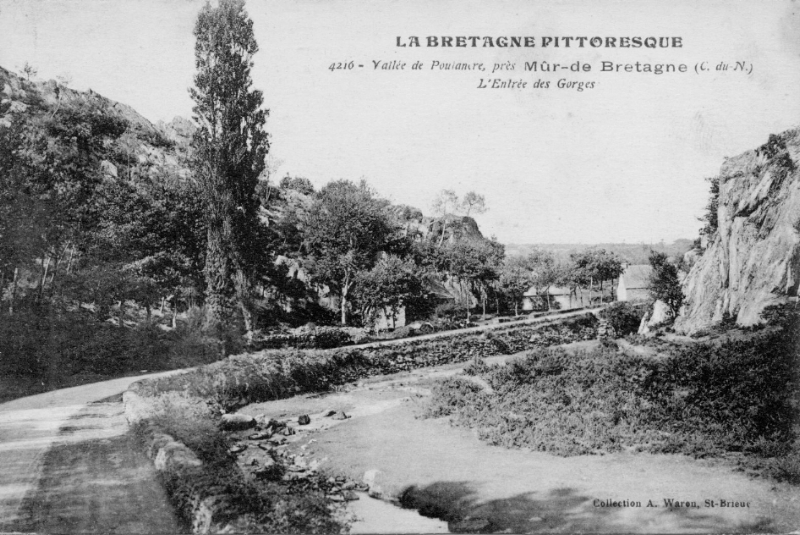 LA BRETAGNE PITTORESQUE
4216 - Vallée de Poulancre, près Mûr-de Bretagne (C. du-N.)
L'Entrée des Gorges
Collection A. Waron, St-Brieuc